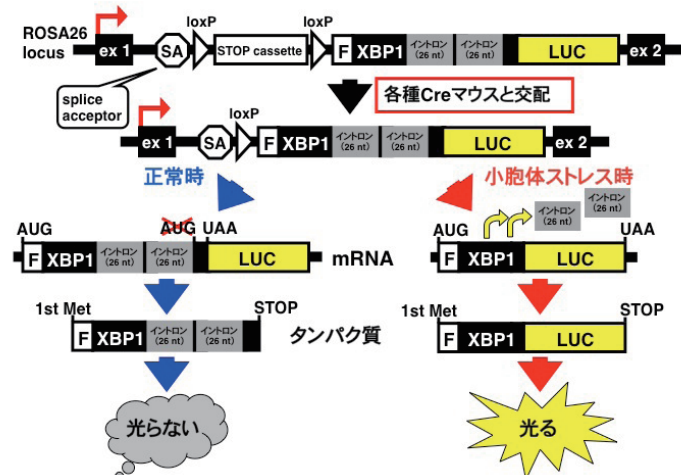 ROSA26
locus
ex 1
SA
loxP
STOP cassette
loxP
F
XBP1
イントロン
(26 nt)
イントロン
(26 nt)
LUC
ex 2
splice
acceptor
各種Creマウスと交配
ex 1
SA
loxP
F
XBP1
イントロン
(26 nt)
イントロン
(26 nt)
LUC
ex 2
正常時
小胞体ストレス時
AUG
AUG
UAA
F
XBP1
イントロン
(26 nt)
イントロン
(26 nt)
LUC
mRNA
AUG
イントロン
(26 nt)
イントロン
(26 nt)
UAA
F
XBP1
LUC
1st Met
STOP
F
XBP1
イントロン
(26 nt)
イントロン
(26 nt)
タンパク質
1st Met
STOP
F
XBP1
LUC
光らない
光る